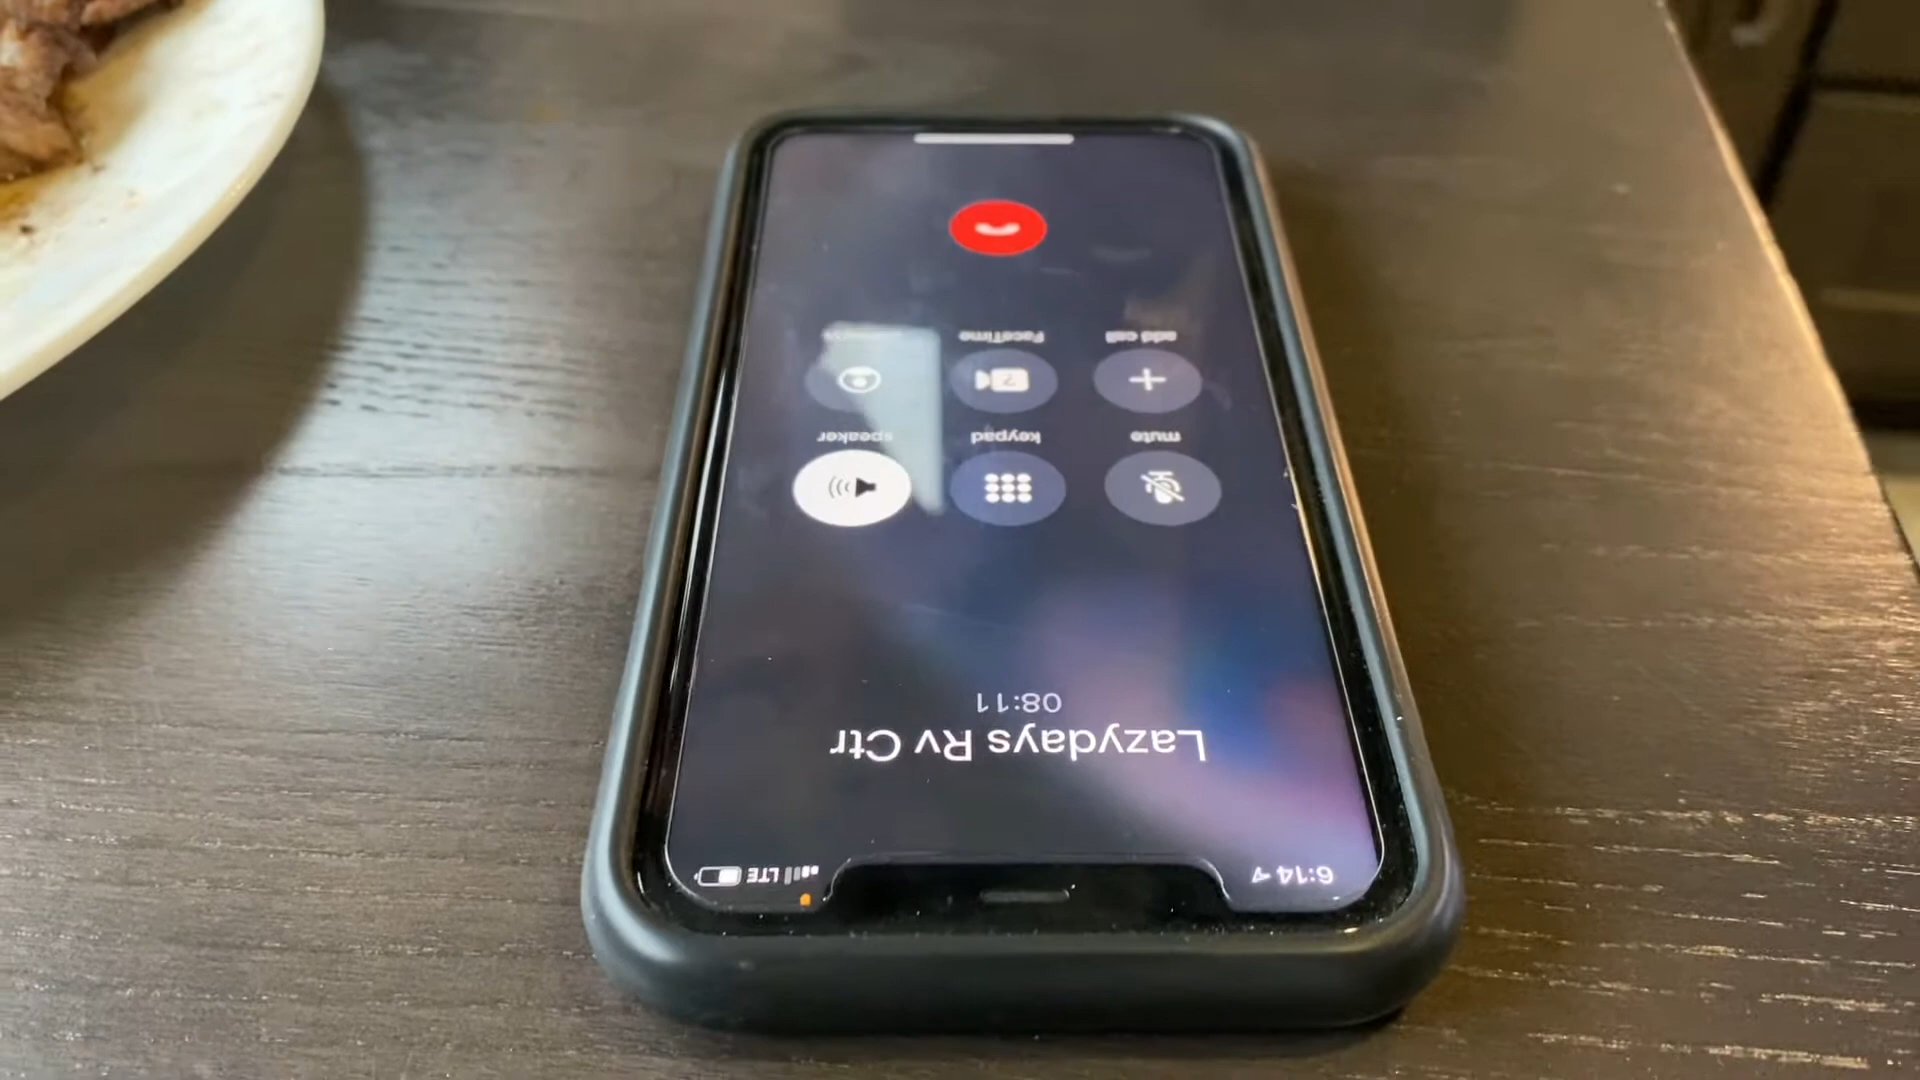 6:14
LTE
Lazydays Rv Ctr
08:11
mute
keypad
speaker
add call
FaceTime